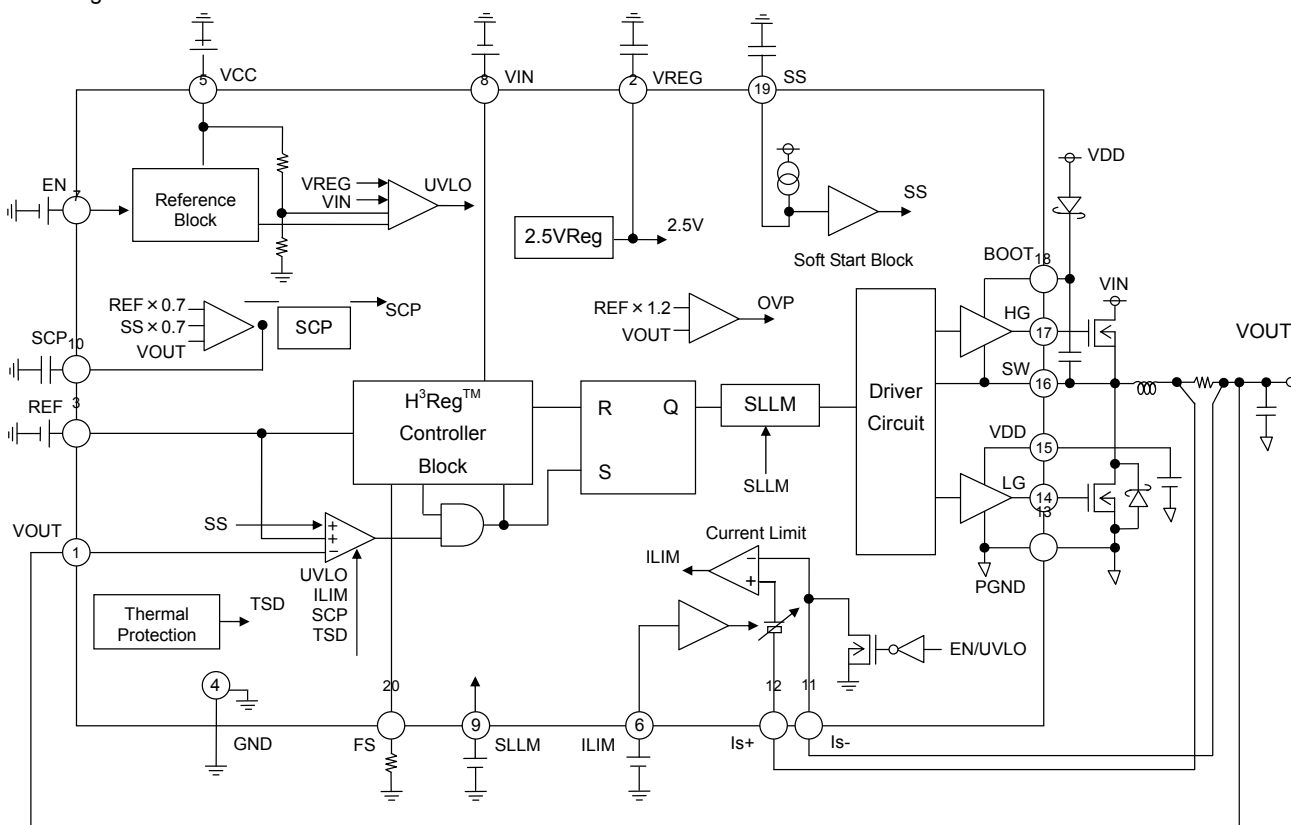 5 VCC
8 VIN
2 VREG
19 SS
VDD
EN
7
Reference
Block
VREG
VIN
UVLO
2.5VReg
2.5V
SS
Soft Start Block
BOOT 18
VIN
REF × 0.7
SS × 0.7
VOUT
SCP
SCP
REF × 1.2
VOUT
OVP
HG
17
VOUT
SCP 10
SW
16
REF 3
H³Reg™
Controller
Block
R Q
S
SLLM
SLLM
Driver
Circuit
VDD
15
LG
14
13
PGND
VOUT
1
SS
+
+
−
UVLO
ILIM
SCP
TSD
Current Limit
ILIM
−
+
Thermal
Protection
TSD
EN/UVLO
4
GND
20
FS
9 SLLM
ILIM 6
12
Is+
11
Is-